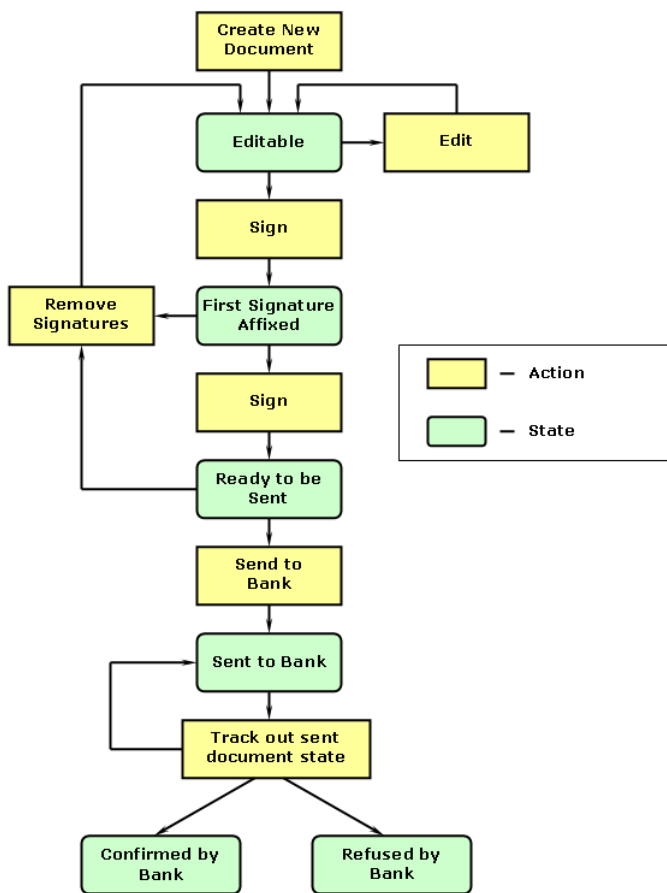 Create New
Document
Editable
Edit
Sign
Remove
Signatures
First Signature
Affixed
– Action
Sign
– State
Ready to be
Sent
Send to
Bank
Sent to Bank
Track out sent
document state
Confirmed by
Bank
Refused by
Bank